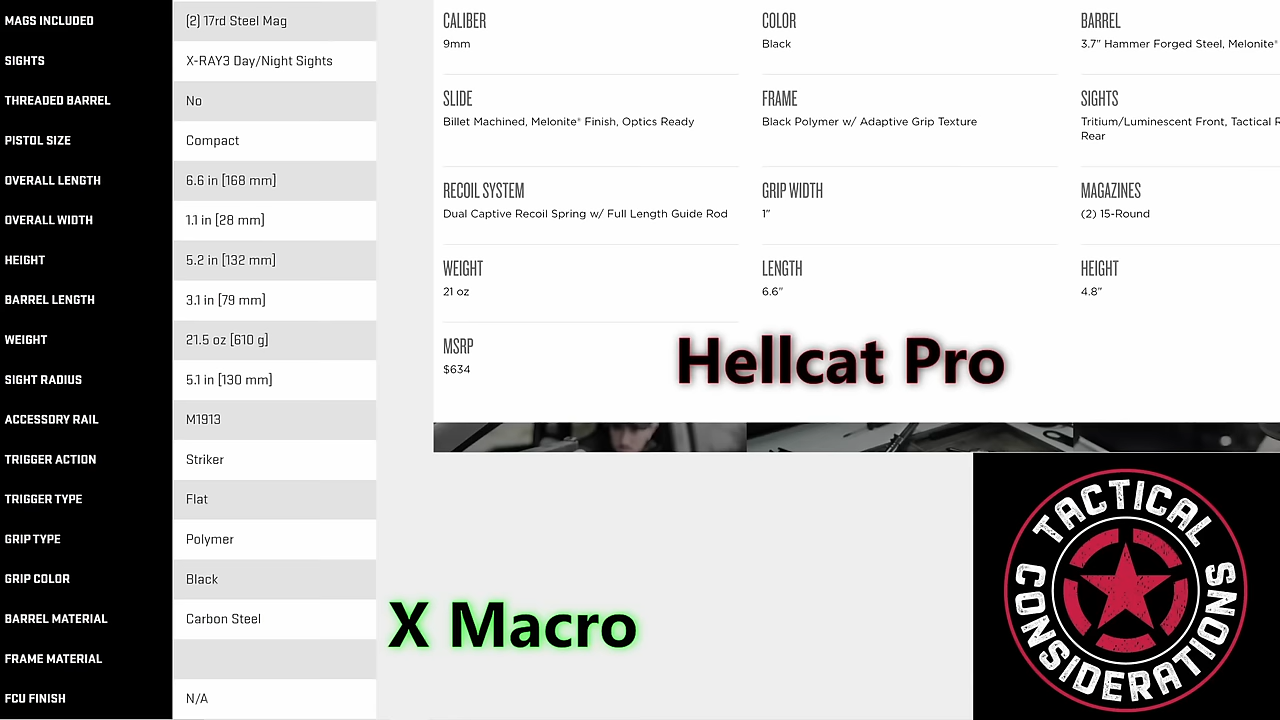 MAGS INCLUDED (2) 17rd Steel Mag
SIGHTS X-RAY3 Day/Night Sights
THREADED BARREL No
PISTOL SIZE Compact
OVERALL LENGTH 6.6 in [168 mm]
OVERALL WIDTH 1.1 in [28 mm]
HEIGHT 5.2 in [132 mm]
BARREL LENGTH 3.1 in [79 mm]
WEIGHT 21.5 oz [610 g]
SIGHT RADIUS 5.1 in [130 mm]
ACCESSORY RAIL M1913
TRIGGER ACTION Striker
TRIGGER TYPE Flat
GRIP TYPE Polymer
GRIP COLOR Black
BARREL MATERIAL Carbon Steel
FRAME MATERIAL
FCU FINISH N/A
X Macro
CALIBER COLOR BARREL
9mm Black 3.7" Hammer Forged Steel, Melonite®
SLIDE FRAME SIGHTS
Billet Machined, Melonite® Finish, Optics Ready Black Polymer w/ Adaptive Grip Texture Tritium/Luminescent Front, Tactical
Rear
RECOIL SYSTEM GRIP WIDTH MAGAZINES
Dual Captive Recoil Spring w/ Full Length Guide Rod 1" (2) 15-Round
WEIGHT LENGTH HEIGHT
21 oz 6.6" 4.8"
MSRP
$634
Hellcat Pro
TACTICAL
CONSIDERATIONS